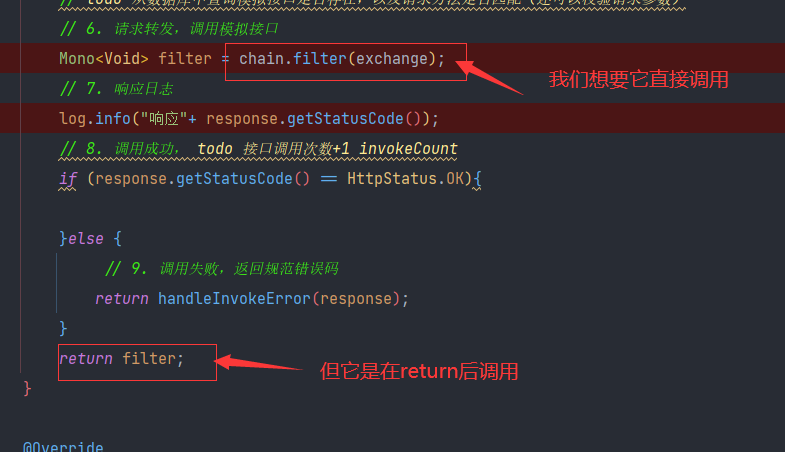 // todo 从数据库中查询模拟接口是否存在，以及请求方法是否匹配（还可以校验请求参数）
// 6. 请求转发，调用模拟接口
Mono<Void> filter = chain.filter(exchange);
我们想要它直接调用
// 7. 响应日志
log.info("响应"+ response.getStatusCode());
// 8. 调用成功， todo 接口调用次数+1 invokeCount
if (response.getStatusCode() == HttpStatus.OK){
}else {
// 9. 调用失败，返回规范错误码
return handleInvokeError(response);
}
return filter;
但它是在return后调用
}
@Override